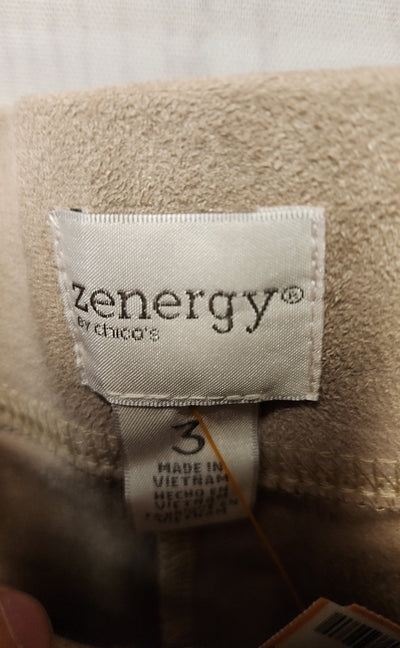 zenergy®
BY chico's
3
MADE IN
VIETNAM
HECHO EN
VIETNAM